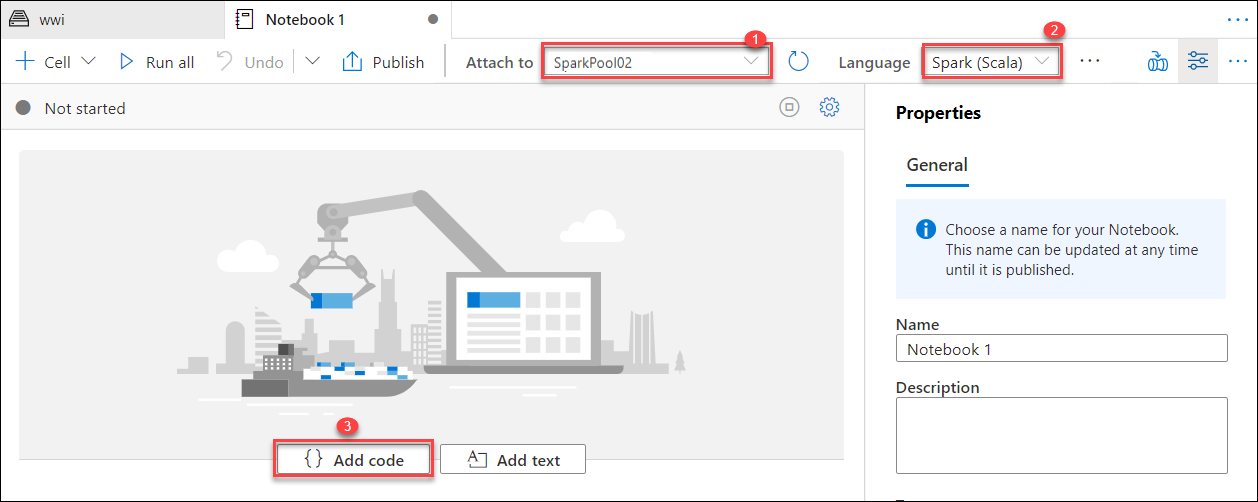 wwi
Notebook 1
1
2
Cell
Run all
Undo
Publish
Attach to
SparkPool02
Language
Spark (Scala)
Not started
Properties
General
Choose a name for your Notebook.
This name can be updated at any time
until it is published.
Name
Notebook 1
Description
3
{} Add code
A Add text